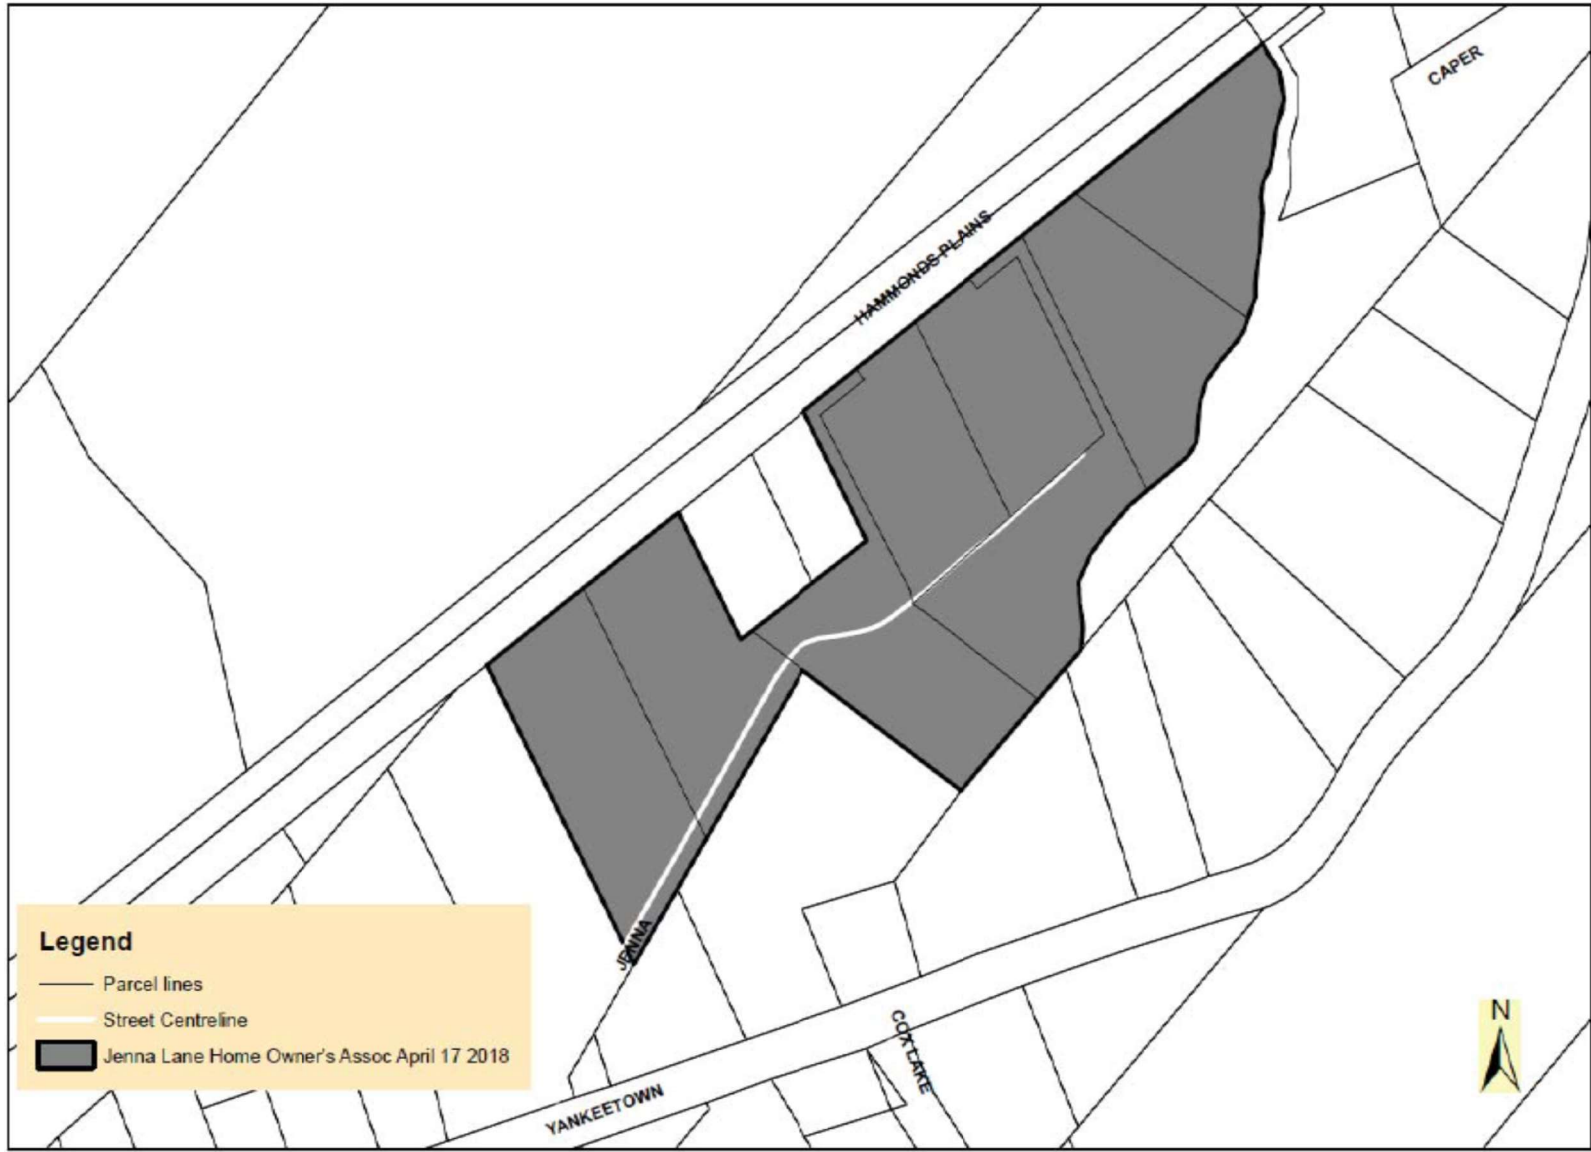 CAPER
HAMMONDS PLAINS
JENNA
COX LAKE
YANKEETOWN
Legend
Parcel lines
Street Centreline
Jenna Lane Home Owner's Assoc April 17 2018
N